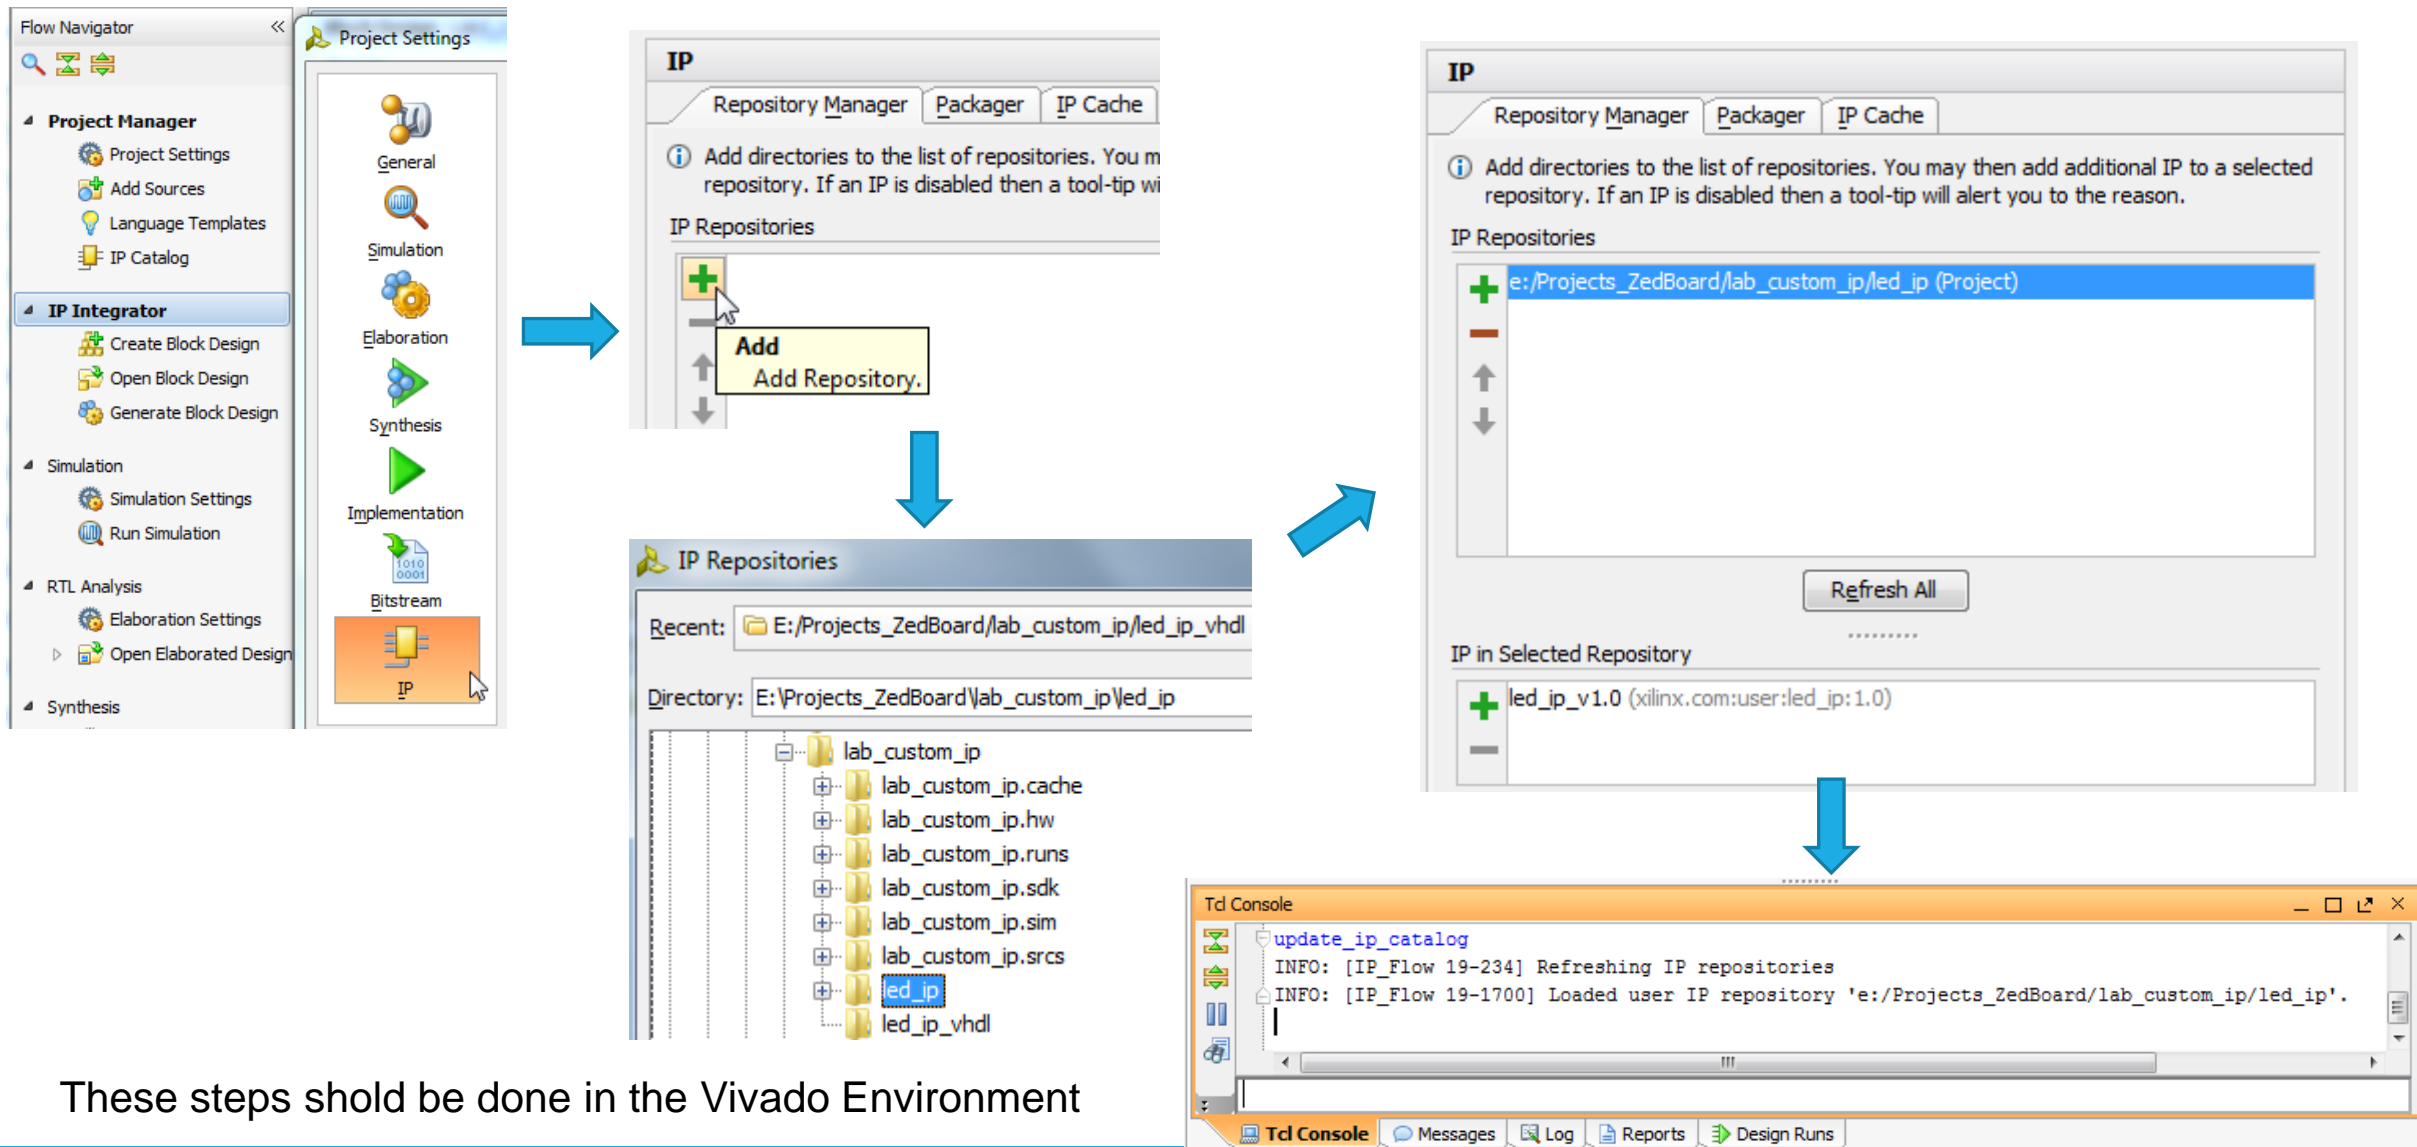 Flow Navigator
Project Manager
Project Settings
Add Sources
Language Templates
IP Catalog
IP Integrator
Create Block Design
Open Block Design
Generate Block Design
Simulation
Simulation Settings
Run Simulation
RTL Analysis
Elaboration Settings
Open Elaborated Design
Synthesis
Project Settings
General
Simulation
Elaboration
Synthesis
Implementation
1010
0001
Bitstream
IP
IP
Repository Manager Packager IP Cache
Add directories to the list of repositories. You m
repository. If an IP is disabled then a tool-tip wi
IP Repositories
Add
Add Repository.
IP Repositories
Recent: E:/Projects_ZedBoard/lab_custom_ip/led_ip_vhdl
Directory: E:\Projects_ZedBoard\lab_custom_ip\led_ip
lab_custom_ip
lab_custom_ip.cache
lab_custom_ip.hw
lab_custom_ip.runs
lab_custom_ip.sdk
lab_custom_ip.sim
lab_custom_ip.srcs
led_ip
led_ip_vhdl
IP
Repository Manager Packager IP Cache
Add directories to the list of repositories. You may then add additional IP to a selected
repository. If an IP is disabled then a tool-tip will alert you to the reason.
IP Repositories
e:/Projects_ZedBoard/lab_custom_ip/led_ip (Project)
Refresh All
IP in Selected Repository
led_ip_v1.0 (xilinx.com:user:led_ip:1.0)
Tcl Console
update_ip_catalog
INFO: [IP_Flow 19-234] Refreshing IP repositories
INFO: [IP_Flow 19-1700] Loaded user IP repository 'e:/Projects_ZedBoard/lab_custom_ip/led_ip'.
Tcl Console Messages Log Reports Design Runs
These steps shold be done in the Vivado Environment